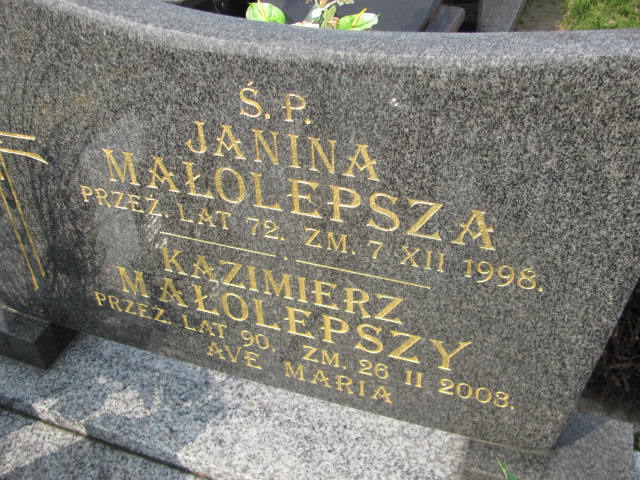 Ś. P.
JANINA
MAŁOLEPSZA
PRZEŻ. LAT 72. ZM. 7 XII 1998.
KAZIMIERZ
MAŁOLEPSZY
PRZEŻ. LAT 90. ZM. 26 II 2003.
AVE MARIA